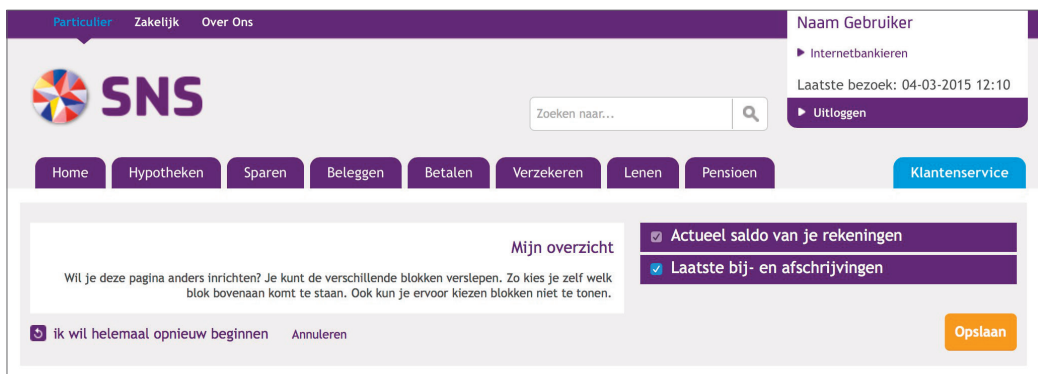 Particulier Zakelijk Over Ons
Naam Gebruiker
Internetbankieren
Laatste bezoek: 04-03-2015 12:10
Uitloggen
SNS
Zoeken naar...
Home Hypotheken Sparen Beleggen Betalen Verzekeren Lenen Pensioen Klantenservice
Mijn overzicht
Wil je deze pagina anders inrichten? Je kunt de verschillende blokken verslepen. Zo kies je zelf welk
blok bovenaan komt te staan. Ook kun je ervoor kiezen blokken niet te tonen.
Actueel saldo van je rekeningen
Laatste bij- en afschrijvingen
ik wil helemaal opnieuw beginnen Annuleren
Opslaan